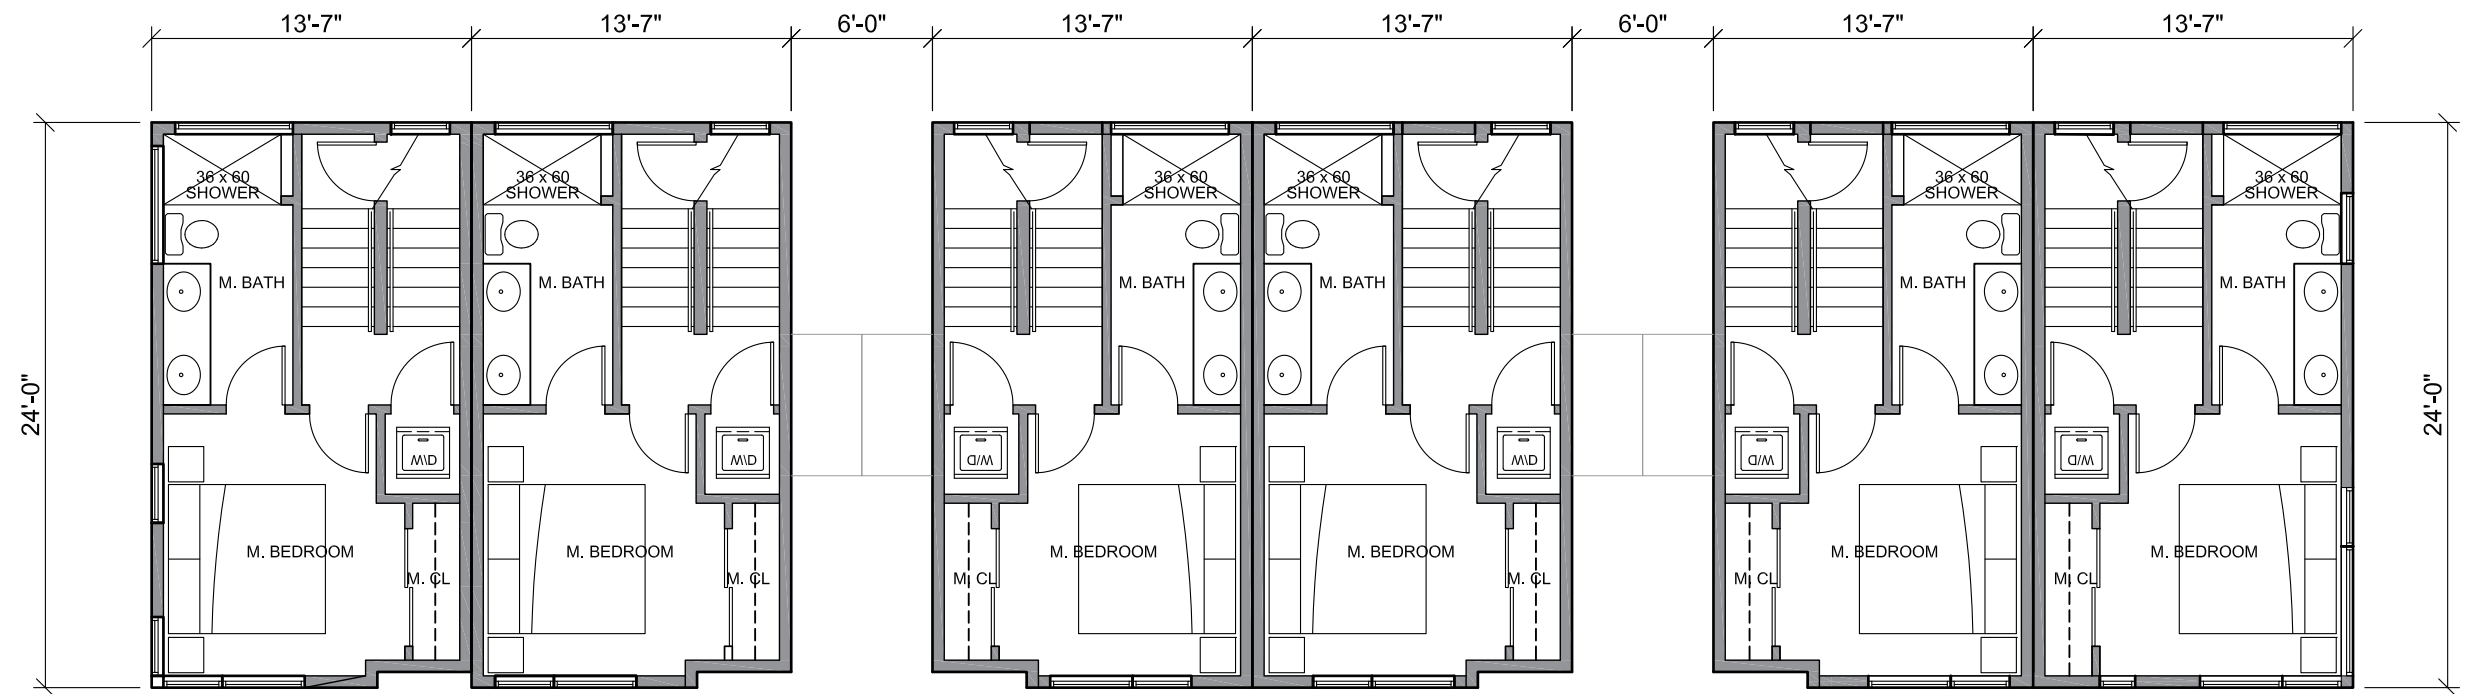 13'-7" 13'-7" 6'-0" 13'-7" 13'-7" 6'-0" 13'-7" 13'-7"
36 x 60 36 x 60 36 x 60 36 x 60 36 x 60 36 x 60
SHOWER SHOWER SHOWER SHOWER SHOWER SHOWER
M. BATH M. BATH M. BATH M. BATH M. BATH M. BATH
24'-0" 24'-0"
W/D W/D W/D W/D W/D W/D
M. BEDROOM M. BEDROOM M. BEDROOM M. BEDROOM M. BEDROOM M. BEDROOM
M. CL M. CL M. CL M. CL M. CL M. CL